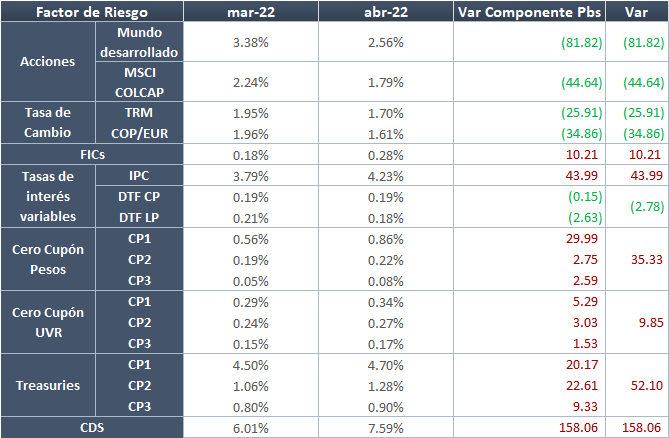 Factor de Riesgo mar-22 abr-22 Var Componente Pbs Var
Acciones Mundo desarrollado 3.38% 2.56% (81.82) (81.82)
MSCI COLCAP 2.24% 1.79% (44.64) (44.64)
Tasa de Cambio TRM 1.95% 1.70% (25.91) (25.91)
COP/EUR 1.96% 1.61% (34.86) (34.86)
FICs 0.18% 0.28% 10.21 10.21
Tasas de interés variables IPC 3.79% 4.23% 43.99 43.99
DTF CP 0.19% 0.19% (0.15) (2.78)
DTF LP 0.21% 0.18% (2.63)
Cero Cupón Pesos CP1 0.56% 0.86% 29.99 35.33
CP2 0.19% 0.22% 2.75
CP3 0.05% 0.08% 2.59
Cero Cupón UVR CP1 0.29% 0.34% 5.29 9.85
CP2 0.24% 0.27% 3.03
CP3 0.15% 0.17% 1.53
Treasuries CP1 4.50% 4.70% 20.17 52.10
CP2 1.06% 1.28% 22.61
CP3 0.80% 0.90% 9.33
CDS 6.01% 7.59% 158.06 158.06